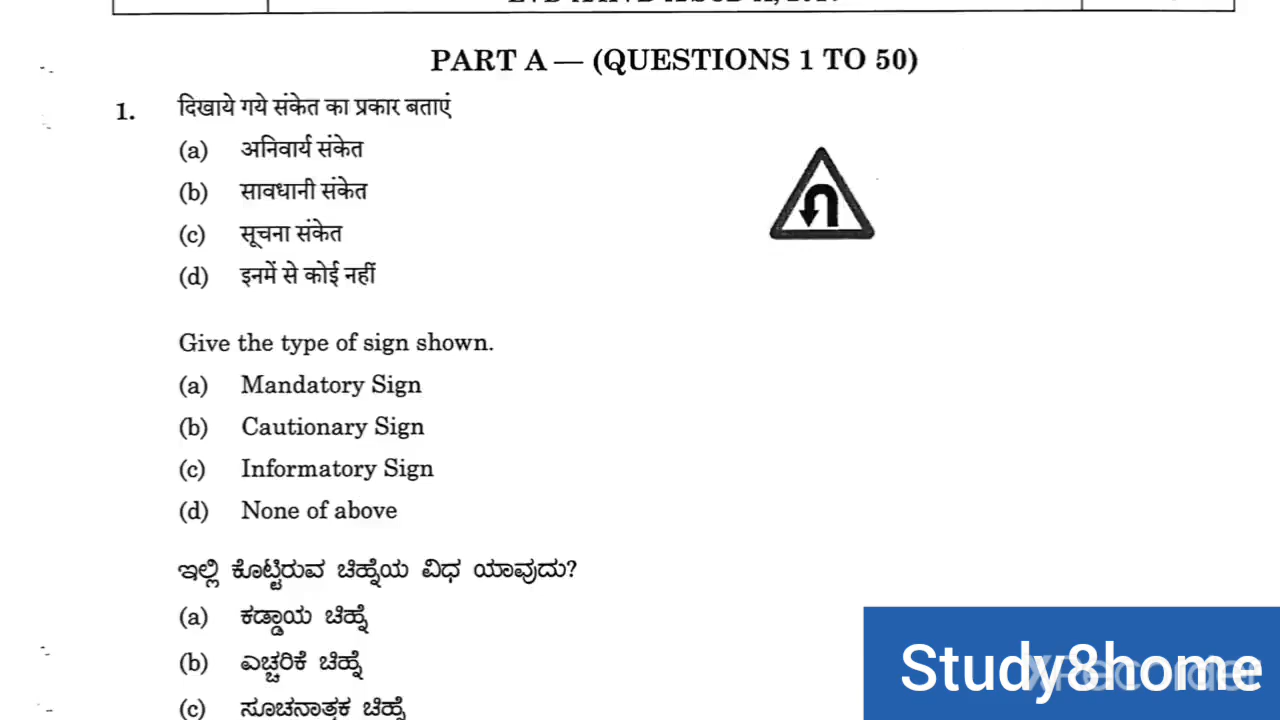 PART A — (QUESTIONS 1 TO 50)
1. दिखाये गये संकेत का प्रकार बताएं
(a) अनिवार्य संकेत
(b) सावधानी संकेत
(c) सूचना संकेत
(d) इनमें से कोई नहीं
Give the type of sign shown.
(a) Mandatory Sign
(b) Cautionary Sign
(c) Informatory Sign
(d) None of above
ಇಲ್ಲಿ ಕೊಟ್ಟಿರುವ ಚಿಹ್ನೆಯ ವಿಧ ಯಾವುದು?
(a) ಕಡ್ಡಾಯ ಚಿಹ್ನೆ
(b) ಎಚ್ಚರಿಕೆ ಚಿಹ್ನೆ
(c) ಸೂಚನಾತ್ಮಕ ಚಿಹ್ನೆ
Study8home
XRecorder